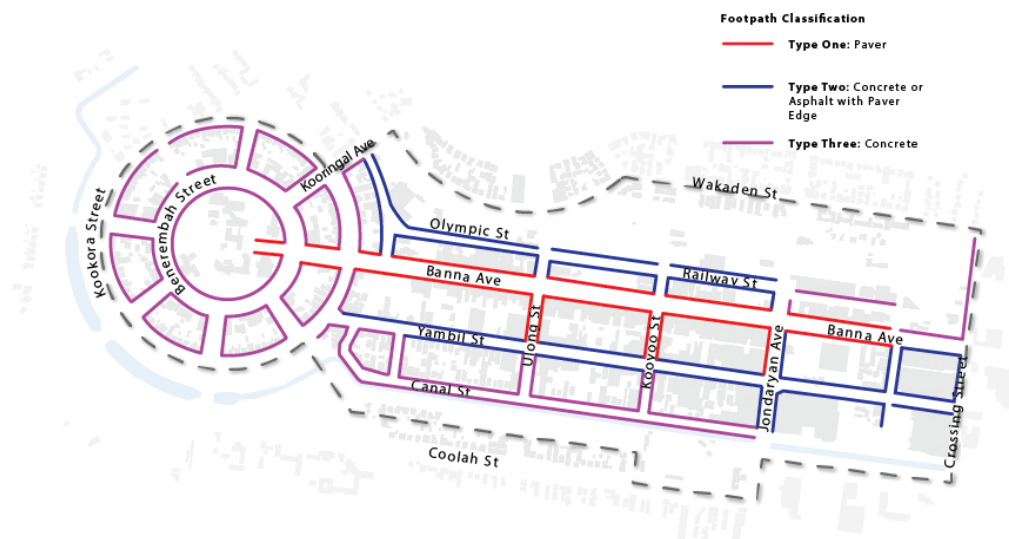 Footpath Classification
Type One: Paver
Type Two: Concrete or
Asphalt with Paver
Edge
Type Three: Concrete
Kooringal Ave
Wakaden St
Kookora Street
Benerembah Street
Olympic St
Railway St
Banna Ave
Banna Ave
Yambil St
Ulong St
Kooyoo St
Jondaryan Ave
Crossing Street
Canal St
Coolah St